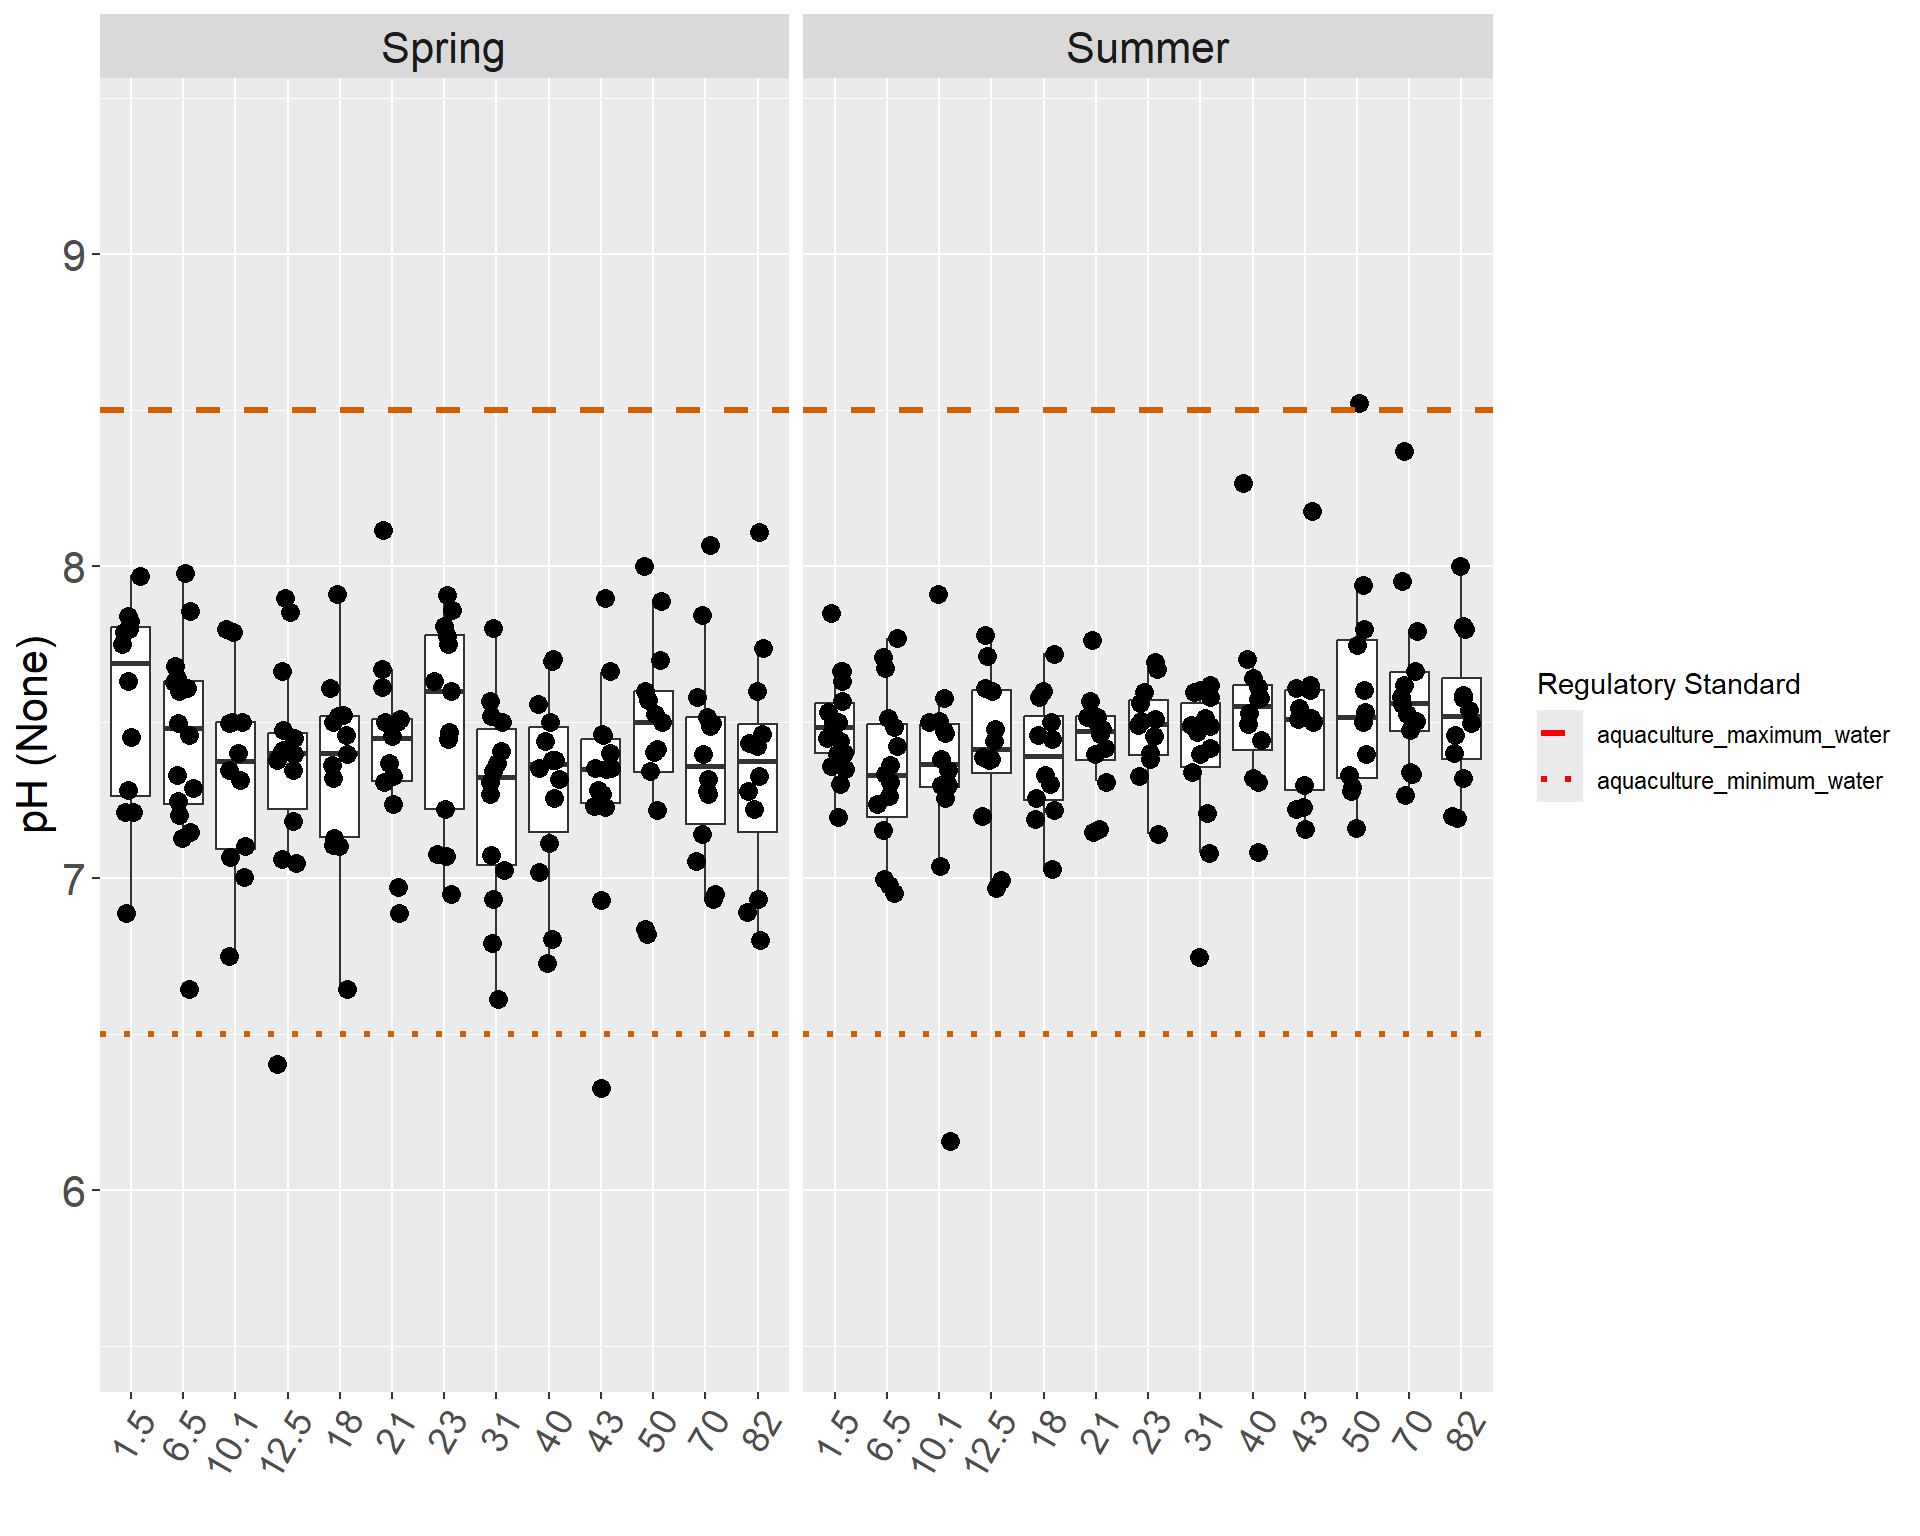 Spring
Summer
9
8
7
6
pH (None)
1.5 6.5 10.1 12.5 18 21 23 31 40 43 50 70 82
1.5 6.5 10.1 12.5 18 21 23 31 40 43 50 70 82
Regulatory Standard
aquaculture_maximum_water
aquaculture_minimum_water